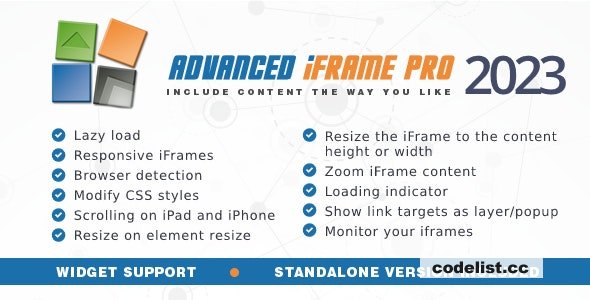 ADVANCED iFRAME PRO 2023
INCLUDE CONTENT THE WAY YOU LIKE
Lazy load
Responsive iFrames
Browser detection
Modify CSS styles
Scrolling on iPad and iPhone
Resize on element resize
Resize the iFrame to the content
height or width
Zoom iFrame content
Loading indicator
Show link targets as layer/popup
Monitor your iframes
WIDGET SUPPORT
STANDALONE VERSION
codelist.cc